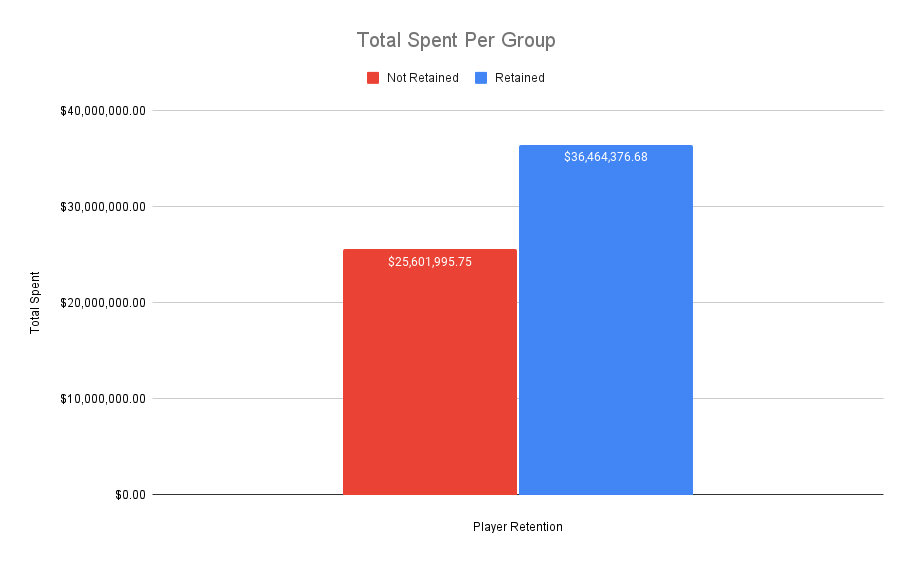 Total Spent Per Group
Not Retained
Retained
$40,000,000.00
$36,464,376.68
$30,000,000.00
$25,601,995.75
Total Spent
$20,000,000.00
$10,000,000.00
$0.00
Player Retention